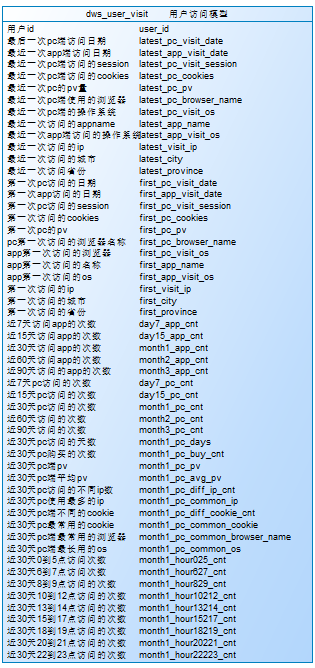 dws_user_visit 用户访问模型
用户id user_id
最后一次pc端访问日期 latest_pc_visit_date
最近一次app端访问日期 latest_app_visit_date
最近一次pc端访问的session latest_pc_visit_session
最近一次pc端访问的cookies latest_pc_cookies
最近一次pc的pv量 latest_pc_pv
最近一次pc端使用的浏览器 latest_pc_browser_name
最近一次pc端的操作系统 latest_pc_visit_os
最近一次访问的appname latest_app_name
最近一次app端访问的操作系统 latest_app_visit_os
最近一次访问的ip latest_visit_ip
最近一次访问的城市 latest_city
最近一次访问省份 latest_province
第一次pc访问的日期 first_pc_visit_date
第一次app访问的日期 first_app_visit_date
第一次pc访问的session first_pc_visit_session
第一次访问的cookies first_pc_cookies
第一次pc的pv first_pc_pv
pc第一次访问的浏览器名称 first_pc_browser_name
app第一次访问的浏览器 first_pc_visit_os
app第一次访问的名称 first_app_name
app第一次访问的os first_app_visit_os
第一次访问的ip first_visit_ip
第一次访问的城市 first_city
第一次访问的省份 first_province
近7天访问app的次数 day7_app_cnt
近15天访问app的次数 day15_app_cnt
近30天访问app的次数 month1_app_cnt
近60天访问app的次数 month2_app_cnt
近90天访问的app的次数 month3_app_cnt
近7天pc访问的次数 day7_pc_cnt
近15天pc访问的次数 day15_pc_cnt
近30天pc访问的次数 month1_pc_cnt
近60天访问的次数 month2_pc_cnt
近90天访问的次数 month3_pc_cnt
近30天pc访问的天数 month1_pc_days
近30天pc购买的次数 month1_pc_buy_cnt
近30天pc端pv month1_pc_pv
近30天pc端平均pv month1_pc_avg_pv
近30天pc访问的不同ip数 month1_pc_diff_ip_cnt
近30天pc使用最多的ip month1_pc_common_ip
近30天pc端不同的cookie month1_pc_diff_cookie_cnt
近30天pc最常用的cookie month1_pc_common_cookie
近30天pc端最常用的浏览器 month1_pc_common_browser_name
近30天pc端最长用的os month1_pc_common_os
近30天0到5点访问次数 month1_hour025_cnt
近30天6到7点访问的次数 month1_hour627_cnt
近30天8到9点访问的次数 month1_hour829_cnt
近30天10到12点访问的次数 month1_hour10212_cnt
近30天13到14点访问的次数 month1_hour13214_cnt
近30天15到17点访问的次数 month1_hour15217_cnt
近30天18到19点访问的次数 month1_hour18219_cnt
近30天20到21点访问的次数 month1_hour20221_cnt
近30天22到23点访问的次数 month1_hour22223_cnt